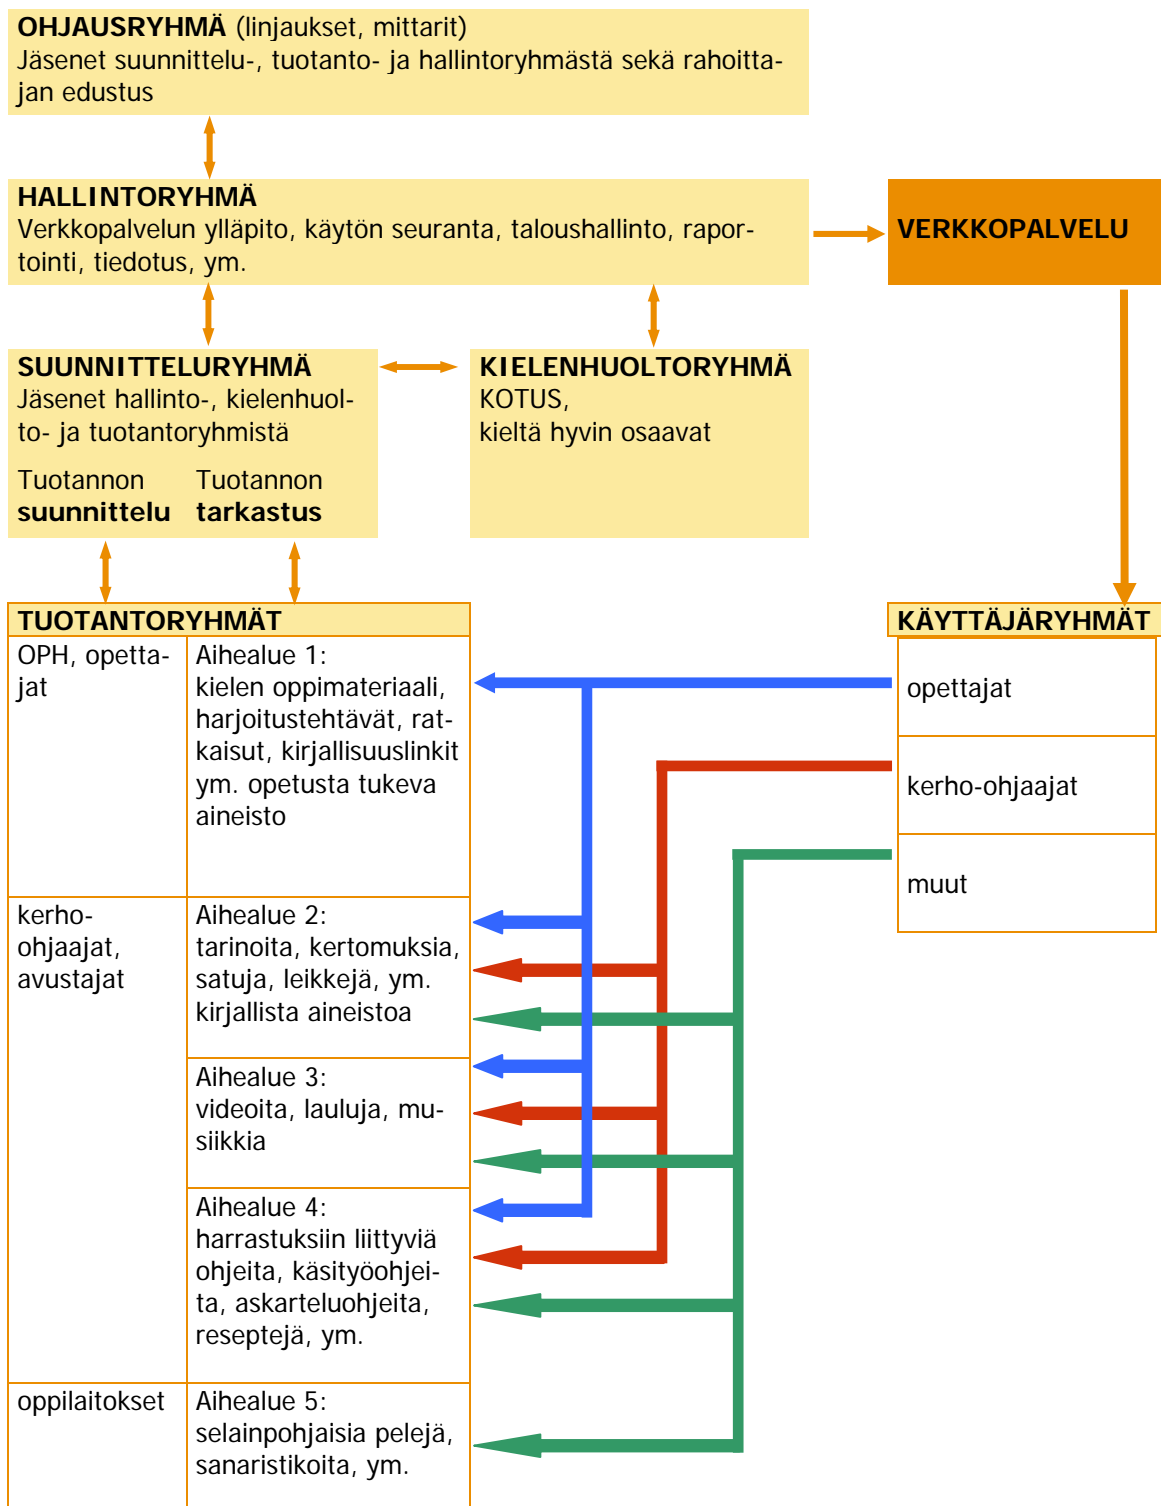 OHJAUSRYHMÄ (linjaukset, mittarit)
Jäsenet suunnittelu-, tuotanto- ja hallintoryhmästä sekä rahoitta-
jan edustus
HALLINTORYHMÄ
Verkkopalvelun ylläpito, käytön seuranta, taloushallinto, rapor-
tointi, tiedotus, ym.
VERKKOPALVELU
SUUNNITTELURYHMÄ
Jäsenet hallinto-, kielenhuol-
to- ja tuotantoryhmistä
Tuotannon
suunnittelu
Tuotannon
tarkastus
KIELENHUOLTORYHMÄ
KOTUS,
kieltä hyvin osaavat
TUOTANTORYHMÄT
OPH, opetta-
jat
Aihealue 1:
kielen oppimateriaali,
harjoitustehtävät, rat-
kaisut, kirjallisuuslinkit
ym. opetusta tukeva
aineisto
kerho-
ohjaajat,
avustajat
Aihealue 2:
tarinoita, kertomuksia,
satuja, leikkejä, ym.
kirjallista aineistoa
Aihealue 3:
videoita, lauluja, mu-
siikkia
Aihealue 4:
harrastuksiin liittyviä
ohjeita, käsityöohjei-
ta, askarteluohjeita,
reseptejä, ym.
oppilaitokset
Aihealue 5:
selainpohjaisia pelejä,
sanaristikoita, ym.
KÄYTTÄJÄRYHMÄT
opettajat
kerho-ohjaajat
muut